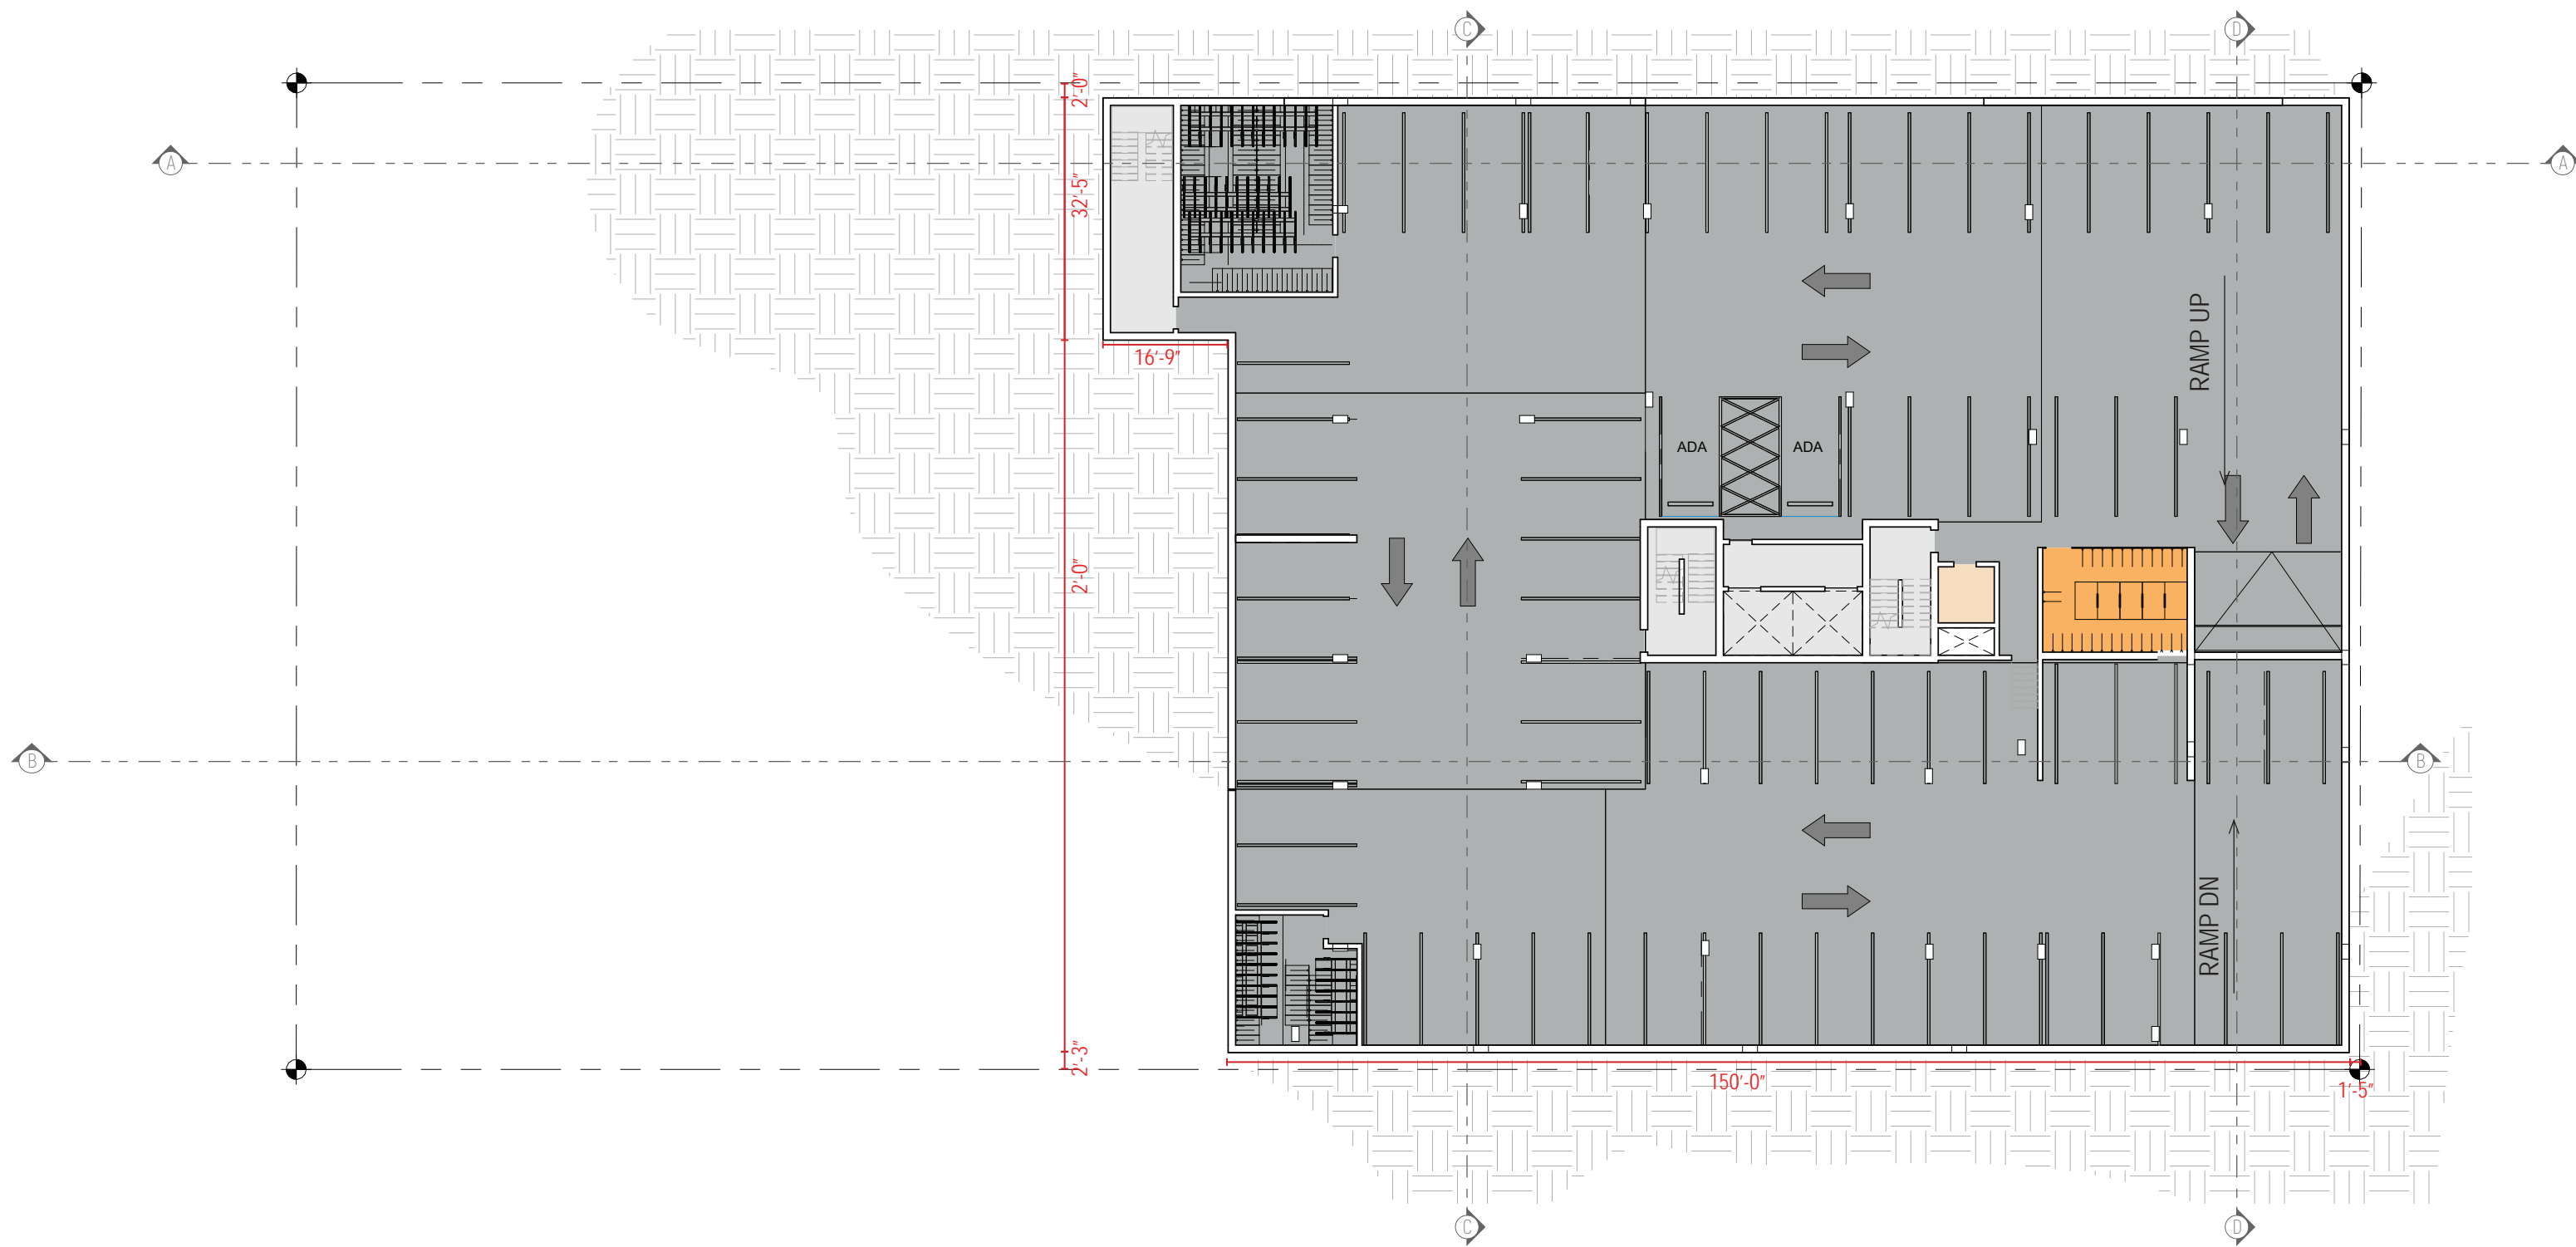 C
D
2'-0"
A
A
32'-5"
RAMP UP
16'-9"
ADA
ADA
2'-0"
B
B
RAMP DN
2'-3"
150'-0"
1'-5"
C
D